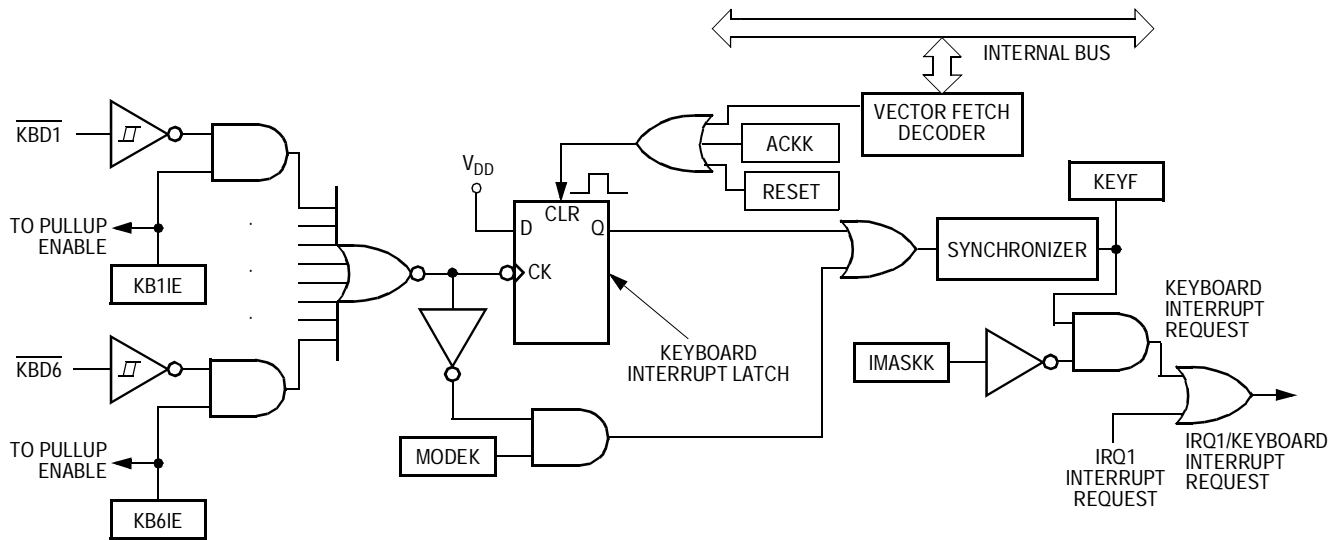 INTERNAL BUS
VECTOR FETCH
DECODER
ACKK
RESET
KBD1
TO PULLUP
ENABLE
KB1IE
.
.
.
KBD6
TO PULLUP
ENABLE
KB6IE
VDD
D
CLR
Q
CK
KEYBOARD
INTERRUPT LATCH
MODEK
SYNCHRONIZER
KEYF
IMASKK
KEYBOARD
INTERRUPT
REQUEST
IRQ1
INTERRUPT
REQUEST
IRQ1/KEYBOARD
INTERRUPT
REQUEST